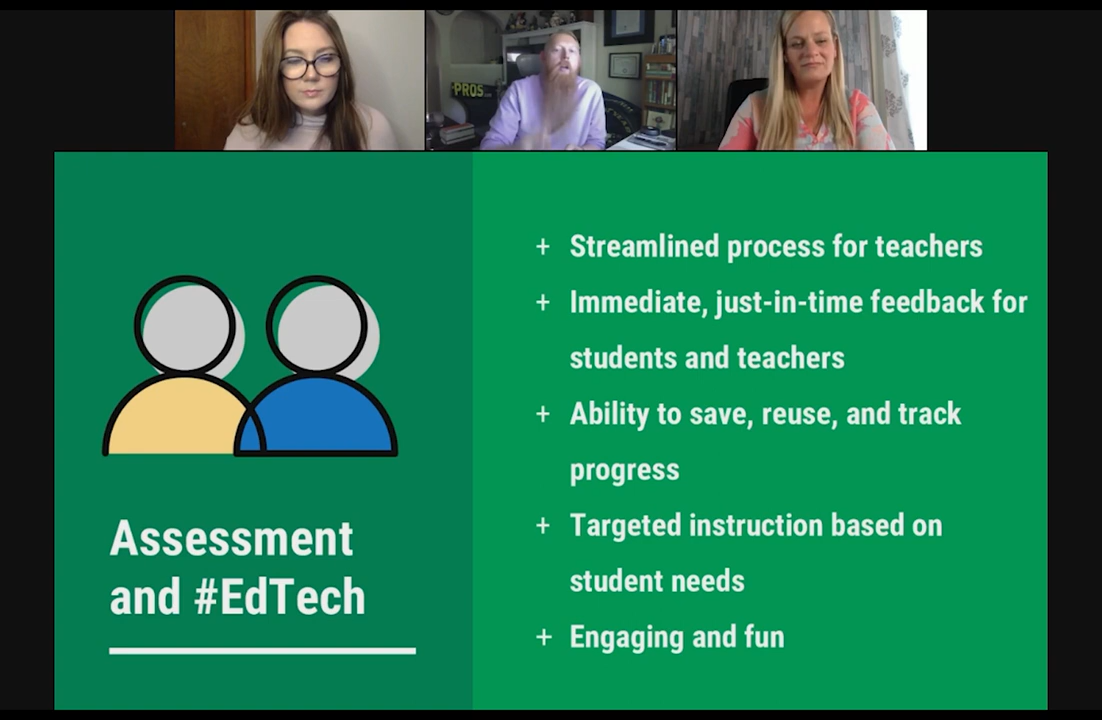 PROS
Assessment
and #EdTech
+ Streamlined process for teachers
+ Immediate, just-in-time feedback for
students and teachers
+ Ability to save, reuse, and track
progress
+ Targeted instruction based on
student needs
+ Engaging and fun